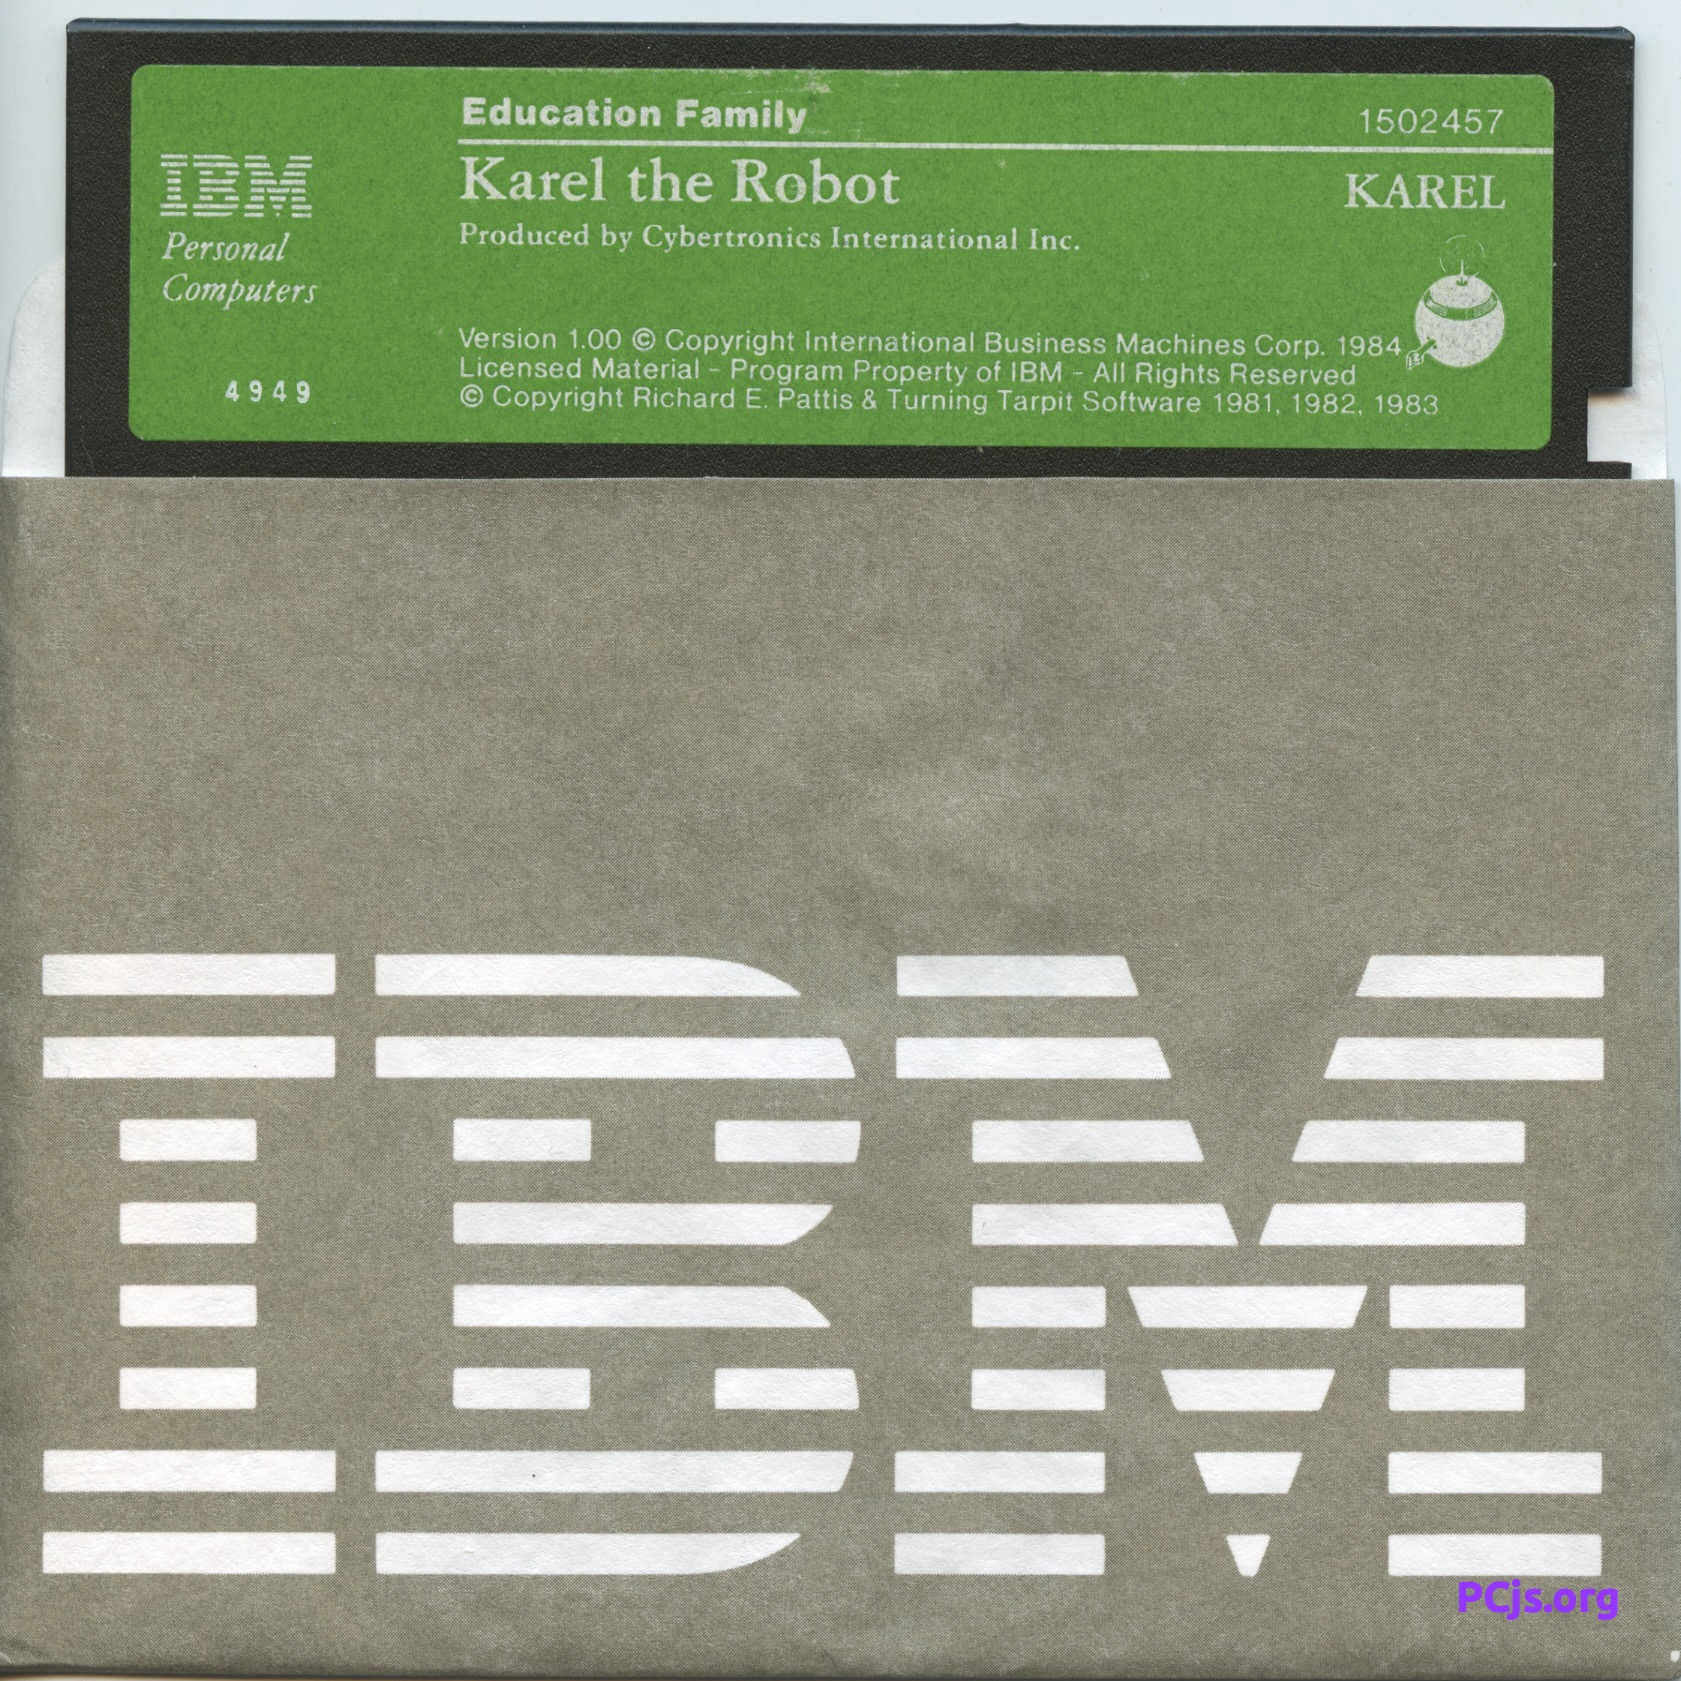 Education Family
1502457
IBM
Karel the Robot
KAREL
Personal
Computers
Produced by Cybertronics International Inc.
Version 1.00 © Copyright International Business Machines Corp. 1984
Licensed Material - Program Property of IBM - All Rights Reserved
© Copyright Richard E. Pattis & Turning Tarpit Software 1981, 1982, 1983
4949
IBM
PCjs.org